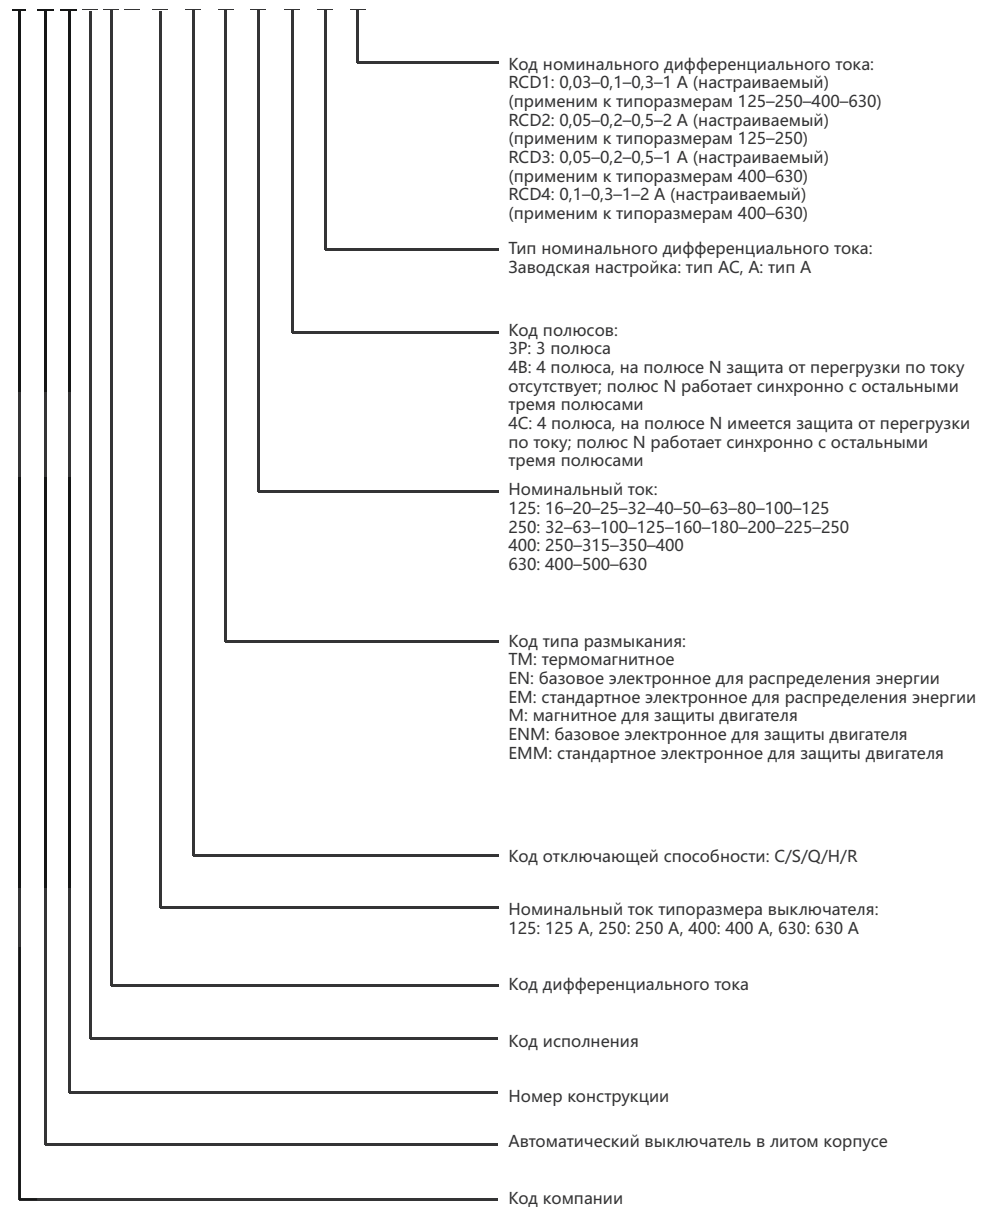 Код номинального дифференциального тока:
RCD1: 0,03–0,1–0,3–1 А (настраиваемый)
(применим к типоразмерам 125–250–400–630)
RCD2: 0,05–0,2–0,5–2 А (настраиваемый)
(применим к типоразмерам 125–250)
RCD3: 0,05–0,2–0,5–1 А (настраиваемый)
(применим к типоразмерам 400–630)
RCD4: 0,1–0,3–1–2 А (настраиваемый)
(применим к типоразмерам 400–630)
Тип номинального дифференциального тока:
Заводская настройка: тип AC, A: тип A
Код полюсов:
3P: 3 полюса
4B: 4 полюса, на полюсе N защита от перегрузки по току
отсутствует; полюс N работает синхронно с остальными
тремя полюсами
4C: 4 полюса, на полюсе N имеется защита от перегрузки
по току; полюс N работает синхронно с остальными
тремя полюсами
Номинальный ток:
125: 16–20–25–32–40–50–63–80–100–125
250: 32–63–100–125–160–180–200–225–250
400: 250–315–350–400
630: 400–500–630
Код типа размыкания:
TM: термомагнитное
EN: базовое электронное для распределения энергии
EM: стандартное электронное для распределения энергии
M: магнитное для защиты двигателя
ENM: базовое электронное для защиты двигателя
EMM: стандартное электронное для защиты двигателя
Код отключающей способности: C/S/Q/H/R
Номинальный ток типоразмера выключателя:
125: 125 А, 250: 250 А, 400: 400 А, 630: 630 А
Код дифференциального тока
Код исполнения
Номер конструкции
Автоматический выключатель в литом корпусе
Код компании